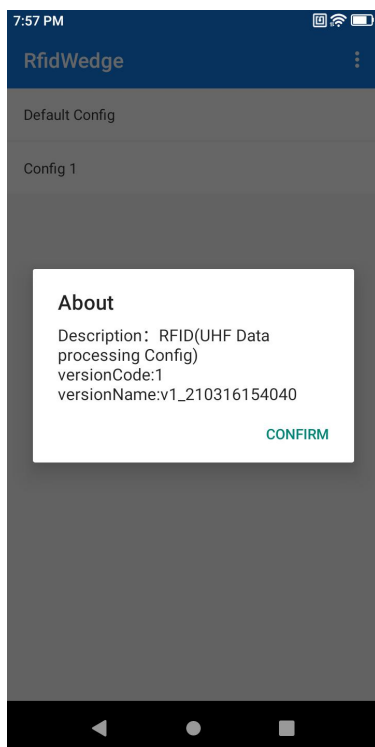 7:57 PM
RfidWedge
Default Config
Config 1
About
Description： RFID(UHF Data
processing Config)
versionCode:1
versionName:v1_210316154040
CONFIRM